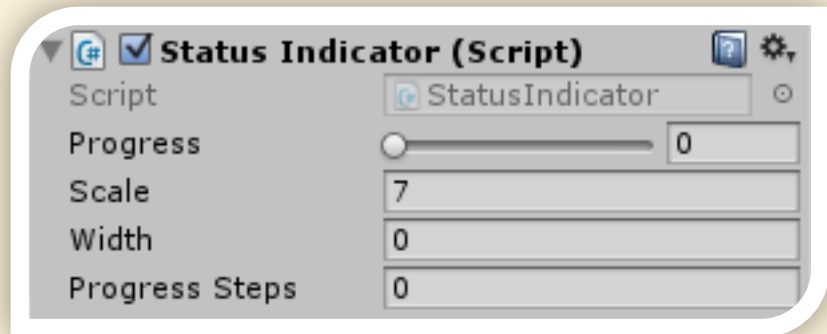 Status Indicator (Script)
Script StatusIndicator
Progress 0
Scale 7
Width 0
Progress Steps 0